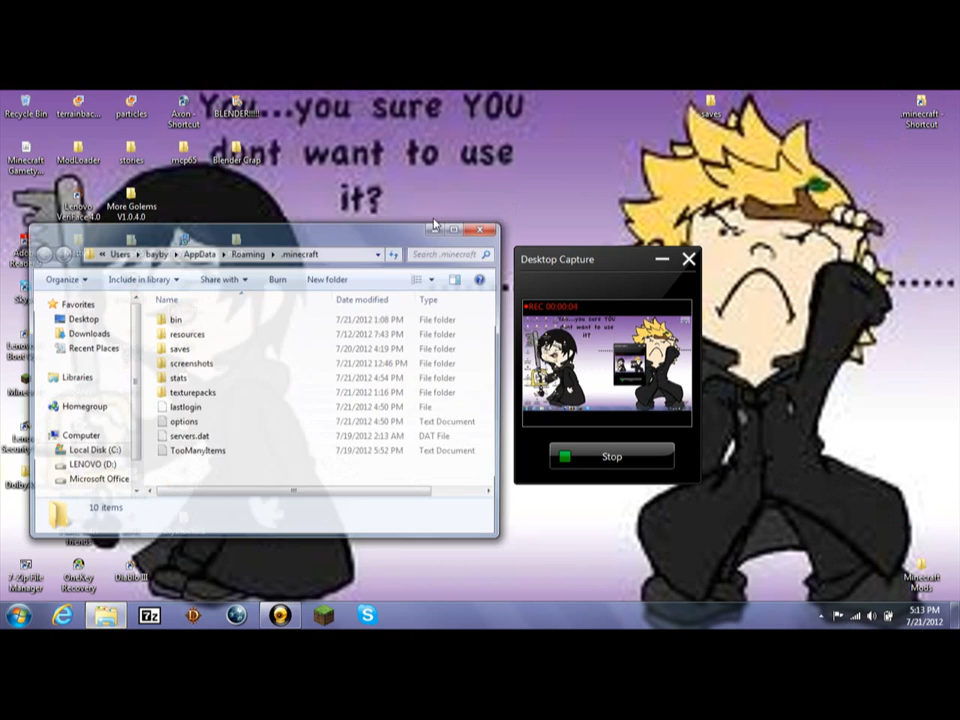 You...you sure YOU
dont want to use
it?
Recycle Bin
terrainbac...
particles
Axon - Shortcut
BLENDER!!!!!
saves
.minecraft - Shortcut
Minecraft Gamety...
ModLoader
stories
mcp65
Blender Crap
Lenovo VeriFace 4.0
More Golems V1.0.4.0
« Users bayby AppData Roaming .minecraft
Search .minecraft
Organize
Include in library
Share with
Burn
New folder
Favorites
Desktop
Downloads
Recent Places
Libraries
Homegroup
Computer
Local Disk (C:)
LENOVO (D:)
Microsoft Office
Name Date modified Type
bin 7/21/2012 1:08 PM File folder
resources 7/12/2012 7:43 PM File folder
saves 7/20/2012 4:19 PM File folder
screenshots 7/21/2012 12:46 PM File folder
stats 7/21/2012 4:54 PM File folder
texturepacks 7/21/2012 1:16 PM File folder
lastlogin 7/21/2012 4:50 PM File
options 7/21/2012 4:50 PM Text Document
servers.dat 7/19/2012 2:13 AM DAT File
TooManyItems 7/19/2012 5:52 PM Text Document
10 items
Desktop Capture
REC 00:00:04
Stop
7-Zip File Manager
OneKey Recovery
Diablo III
Minecraft Mods
7z
5:13 PM
7/21/2012